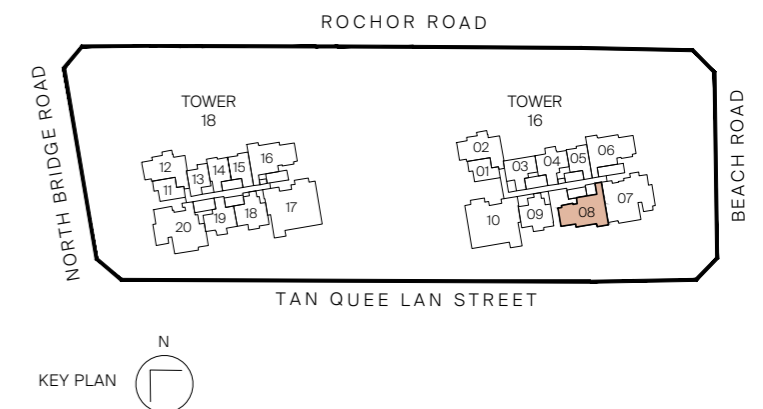 ROCHOR ROAD
NORTH BRIDGE ROAD
BEACH ROAD
TOWER
18
TOWER
16
12
11
13
14
15
16
20
19
18
17
02
01
03
04
05
06
10
09
08
07
TAN QUEE LAN STREET
N
KEY PLAN